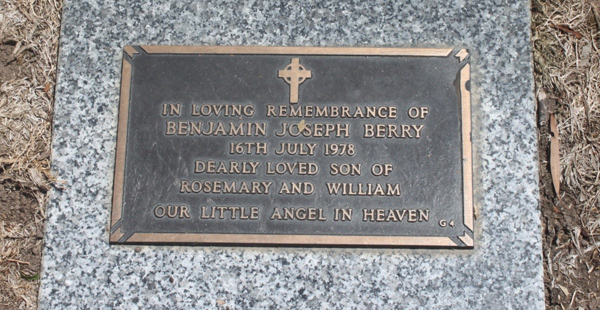 IN LOVING REMEMBRANCE OF
BENJAMIN JOSEPH BERRY
16TH JULY 1978
DEARLY LOVED SON OF
ROSEMARY AND WILLIAM
OUR LITTLE ANGEL IN HEAVEN
G4